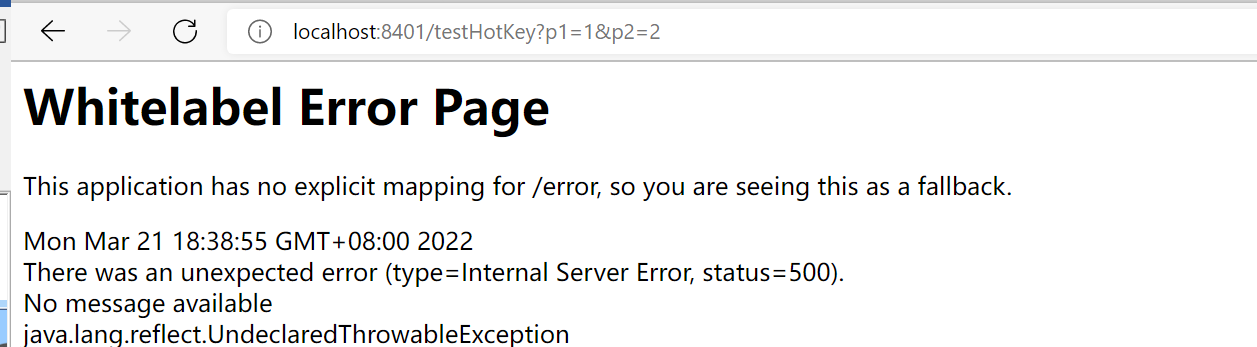 localhost:8401/testHotKey?p1=1&p2=2
Whitelabel Error Page
This application has no explicit mapping for /error, so you are seeing this as a fallback.
Mon Mar 21 18:38:55 GMT+08:00 2022
There was an unexpected error (type=Internal Server Error, status=500).
No message available
java.lang.reflect.UndeclaredThrowableException